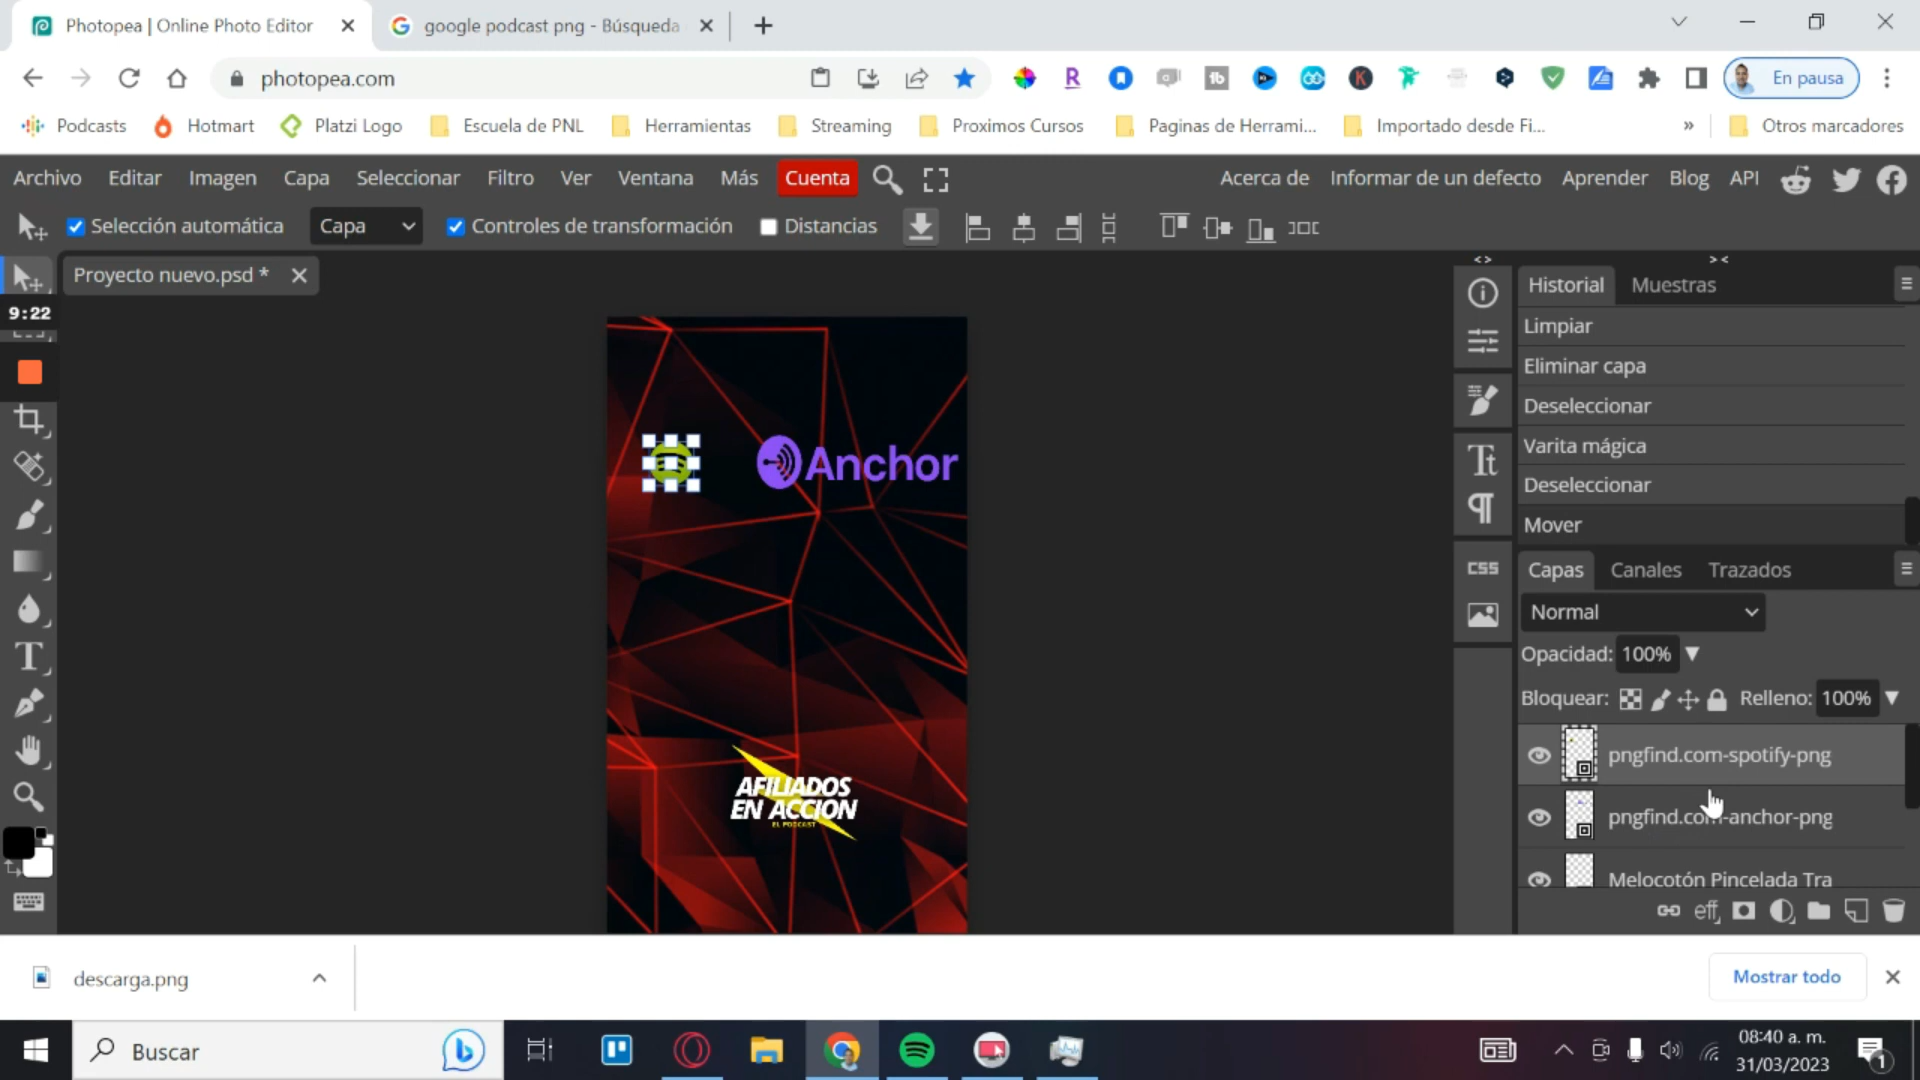 Photopea | Online Photo Editor
google podcast png - Búsqueda
photopea.com
En pausa
Podcasts
Hotmart
Platzi Logo
Escuela de PNL
Herramientas
Streaming
Proximos Cursos
Paginas de Herrami...
Importado desde Fi...
»
Otros marcadores
Archivo
Editar
Imagen
Capa
Seleccionar
Filtro
Ver
Ventana
Más
Cuenta
Acerca de
Informar de un defecto
Aprender
Blog
API
Selección automática
Capa
Controles de transformación
Distancias
Proyecto nuevo.psd *
9:22
Historial
Muestras
Limpiar
Eliminar capa
Deseleccionar
Varita mágica
Deseleccionar
Mover
CSS
Capas
Canales
Trazados
Normal
Opacidad: 100%
Bloquear:
Relleno: 100%
pngfind.com-spotify-png
pngfind.com-anchor-png
Melocotón Pincelada Tra
eff
Anchor
AFILIADOS
EN ACCION
EL PODCAST
descarga.png
Mostrar todo
Buscar
08:40 a. m.
31/03/2023
1